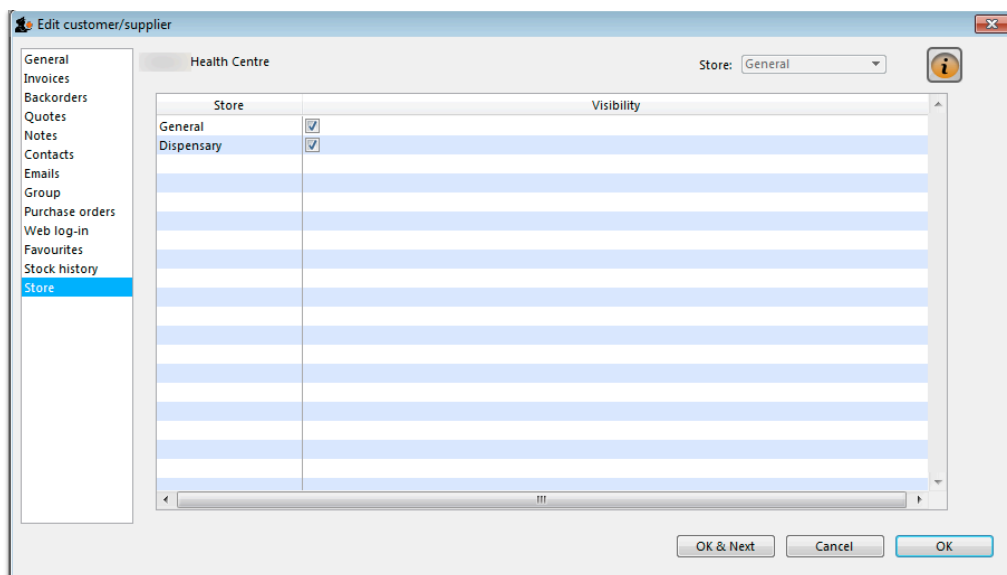 Edit customer/supplier
General
Invoices
Backorders
Quotes
Notes
Contacts
Emails
Group
Purchase orders
Web log-in
Favourites
Stock history
Store
Health Centre
Store: General
i
Store Visibility
General
Dispensary
OK & Next Cancel OK